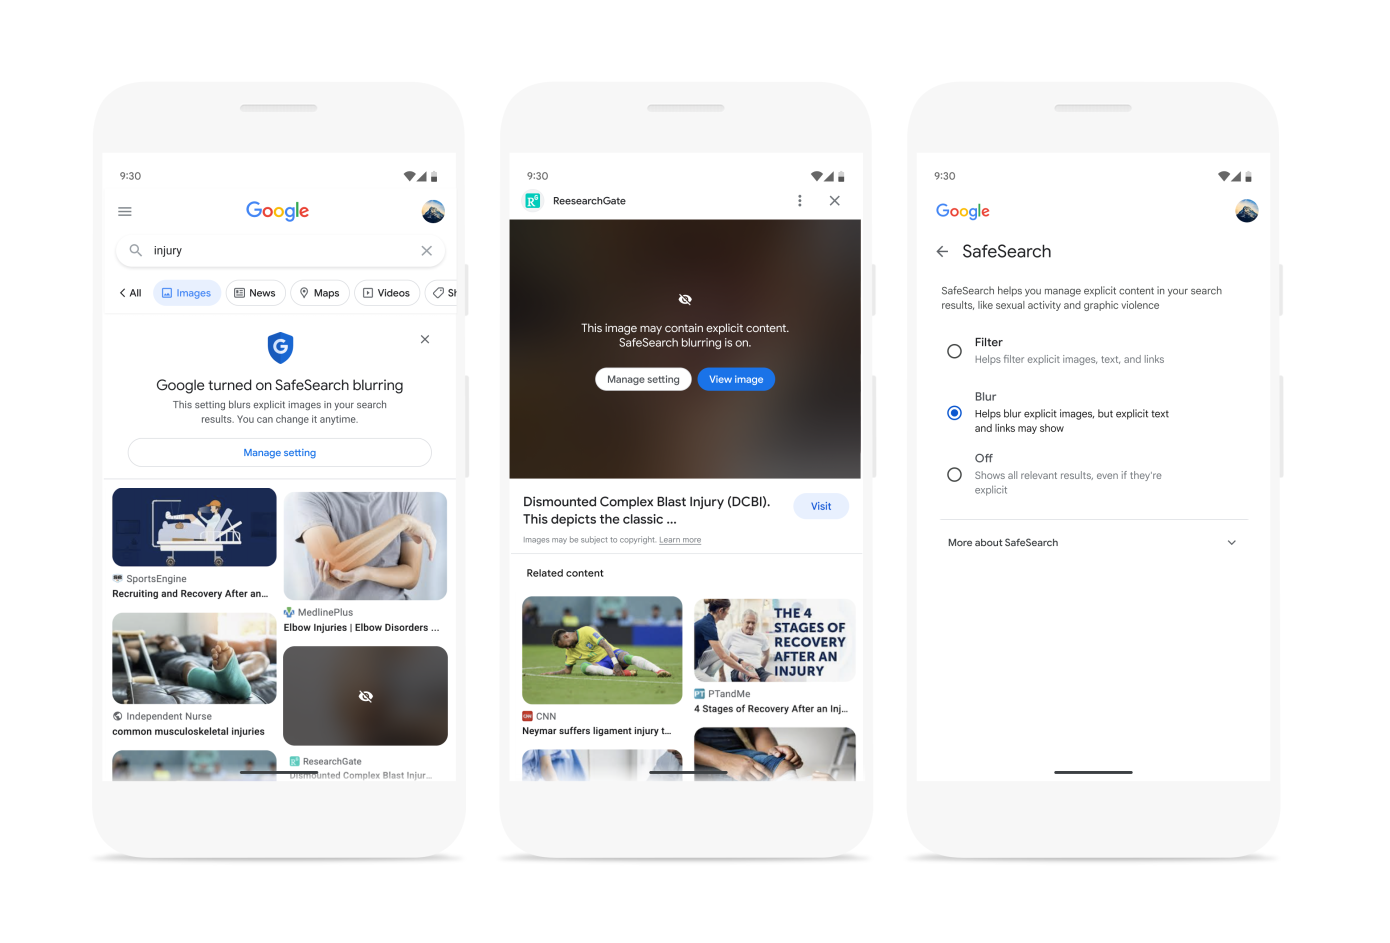 9:30
Google
injury
All
Images
News
Maps
Videos
Sh
G
Google turned on SafeSearch blurring
This setting blurs explicit images in your search
results. You can change it anytime.
Manage setting
SportsEngine
Recruiting and Recovery After an...
MedlinePlus
Elbow Injuries | Elbow Disorders ...
Independent Nurse
common musculoskeletal injuries
ResearchGate
Dismounted Complex Blast Injur...
9:30
RG
ReesearchGate
This image may contain explicit content.
SafeSearch blurring is on.
Manage setting
View image
Dismounted Complex Blast Injury (DCBI).
This depicts the classic ...
Visit
Images may be subject to copyright. Learn more
Related content
THE 4
STAGES OF
RECOVERY
AFTER AN
INJURY
CNN
CNN
Neymar suffers ligament injury t...
PT
PTandMe
4 Stages of Recovery After an Inj...
9:30
Google
SafeSearch
SafeSearch helps you manage explicit content in your search
results, like sexual activity and graphic violence
Filter
Helps filter explicit images, text, and links
Blur
Helps blur explicit images, but explicit text
and links may show
Off
Shows all relevant results, even if they're
explicit
More about SafeSearch